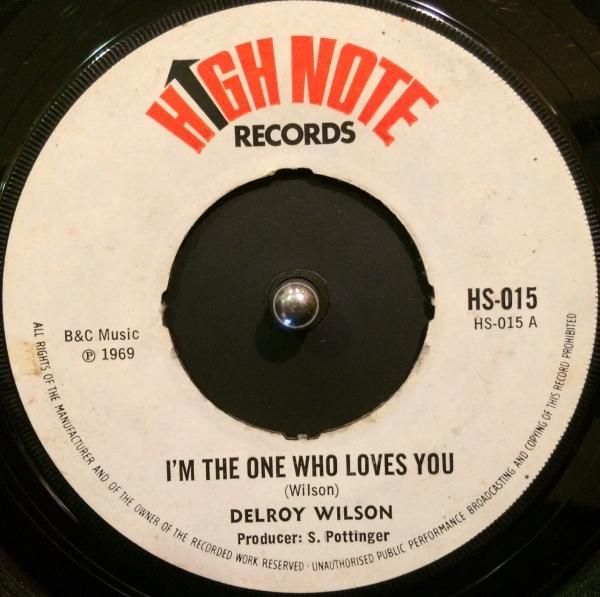 HIGH NOTE
RECORDS
HS-015
HS-015 A
B&C Music
℗ 1969
I'M THE ONE WHO LOVES YOU
(Wilson)
DELROY WILSON
Producer: S. Pottinger
ALL RIGHTS OF THE MANUFACTURER AND OF THE OWNER OF THE RECORDED WORK RESERVED · UNAUTHORISED PUBLIC PERFORMANCE BROADCASTING AND COPYING OF THIS RECORD PROHIBITED